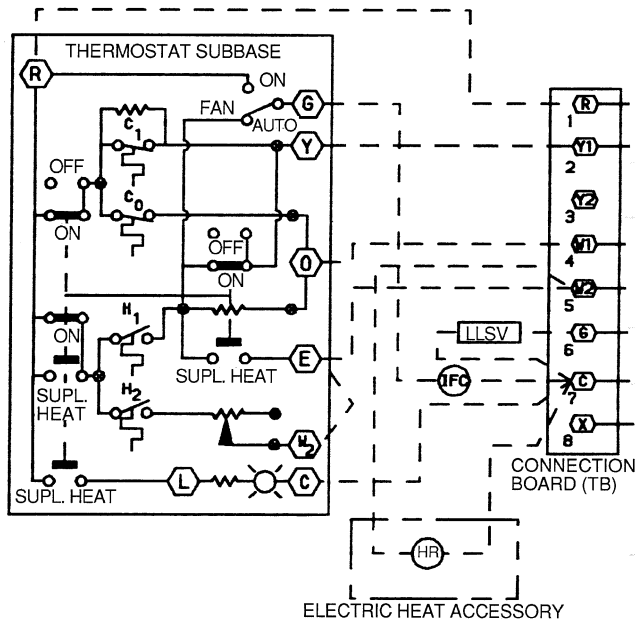 THERMOSTAT SUBBASE
R
ON
FAN
G
AUTO
C1
Y
OFF
ON
C0
OFF
ON
O
H1
ON
SUPL. HEAT
E
SUPL.
HEAT
H2
W2
SUPL. HEAT
L
C
R
1
Y1
2
Y2
3
W1
4
W2
5
LLSV
G
6
IFC
C
7
X
8
CONNECTION
BOARD (TB)
HR
ELECTRIC HEAT ACCESSORY